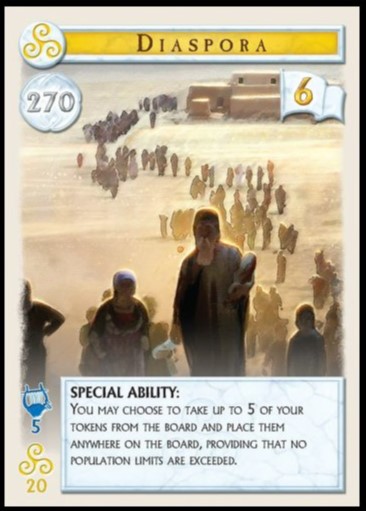 DIASPORA
270
6
SPECIAL ABILITY:
YOU MAY CHOOSE TO TAKE UP TO 5 OF YOUR
TOKENS FROM THE BOARD AND PLACE THEM
ANYWHERE ON THE BOARD, PROVIDING THAT NO
POPULATION LIMITS ARE EXCEEDED.
5
20